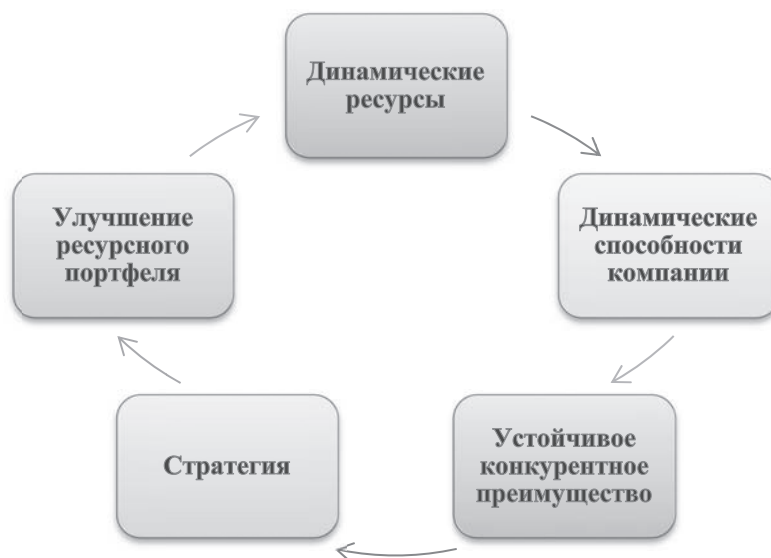 Динамические
ресурсы
Динамические
способности
компании
Устойчивое
конкурентное
преимущество
Стратегия
Улучшение
ресурсного
портфеля